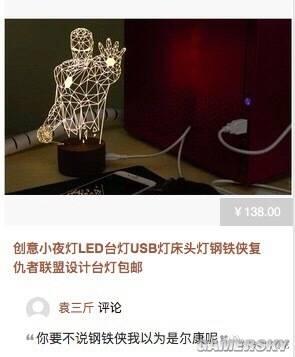 ￥138.00
创意小夜灯LED台灯USB灯床头灯钢铁侠复
仇者联盟设计台灯包邮
袁三斤 评论
“你要不说钢铁侠我以为是尔康呢”
GAMERSKY